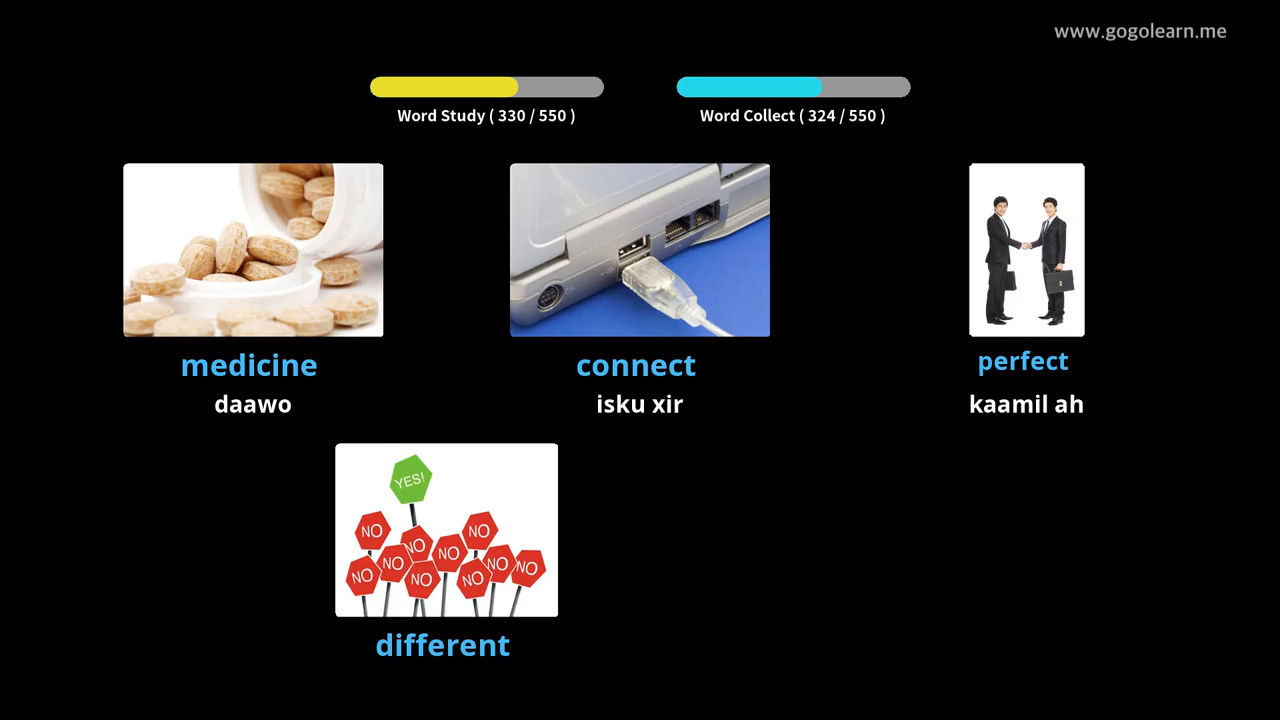 www.gogolearn.me
Word Study ( 330 / 550 )
Word Collect ( 324 / 550 )
medicine
daawo
connect
isku xir
perfect
kaamil ah
YES!
NO
NO
NO
NO
NO
NO
NO
NO
NO
NO
different